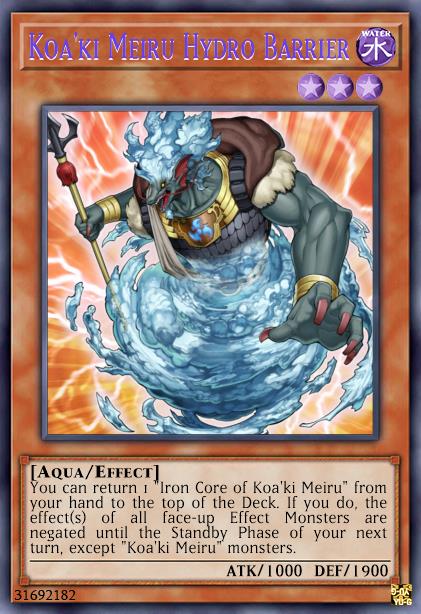 Koa'ki Meiru Hydro Barrier
WATER
水
[Aqua/Effect]
You can return 1 "Iron Core of Koa'ki Meiru" from
your hand to the top of the Deck. If you do, the
effect(s) of all face-up Effect Monsters are
negated until the Standby Phase of your next
turn, except "Koa'ki Meiru" monsters.
ATK/1000 DEF/1900
31692182